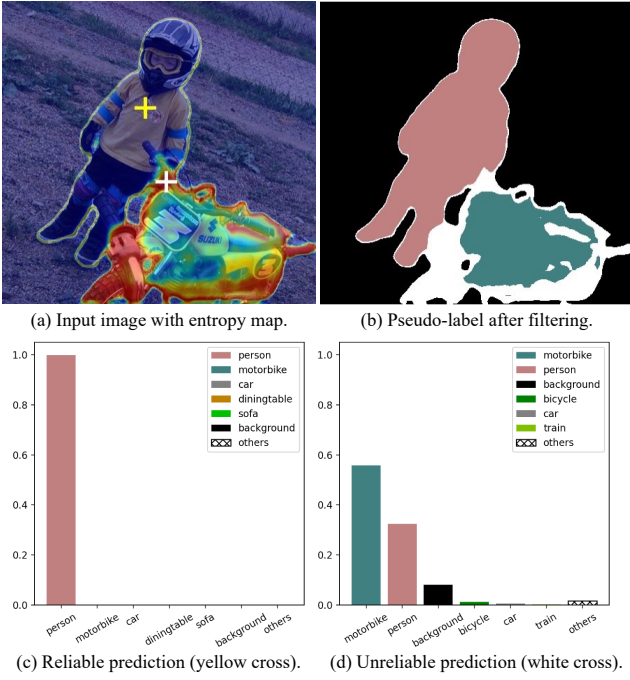 SUZUKI
(a) Input image with entropy map.
(b) Pseudo-label after filtering.
1.0
0.8
0.6
0.4
0.2
0.0
person
motorbike
car
diningtable
sofa
background
others
person
motorbike
car
diningtable
sofa
background
others
(c) Reliable prediction (yellow cross).
1.0
0.8
0.6
0.4
0.2
0.0
motorbike
person
background
bicycle
car
train
others
motorbike
person
background
bicycle
car
train
others
(d) Unreliable prediction (white cross).